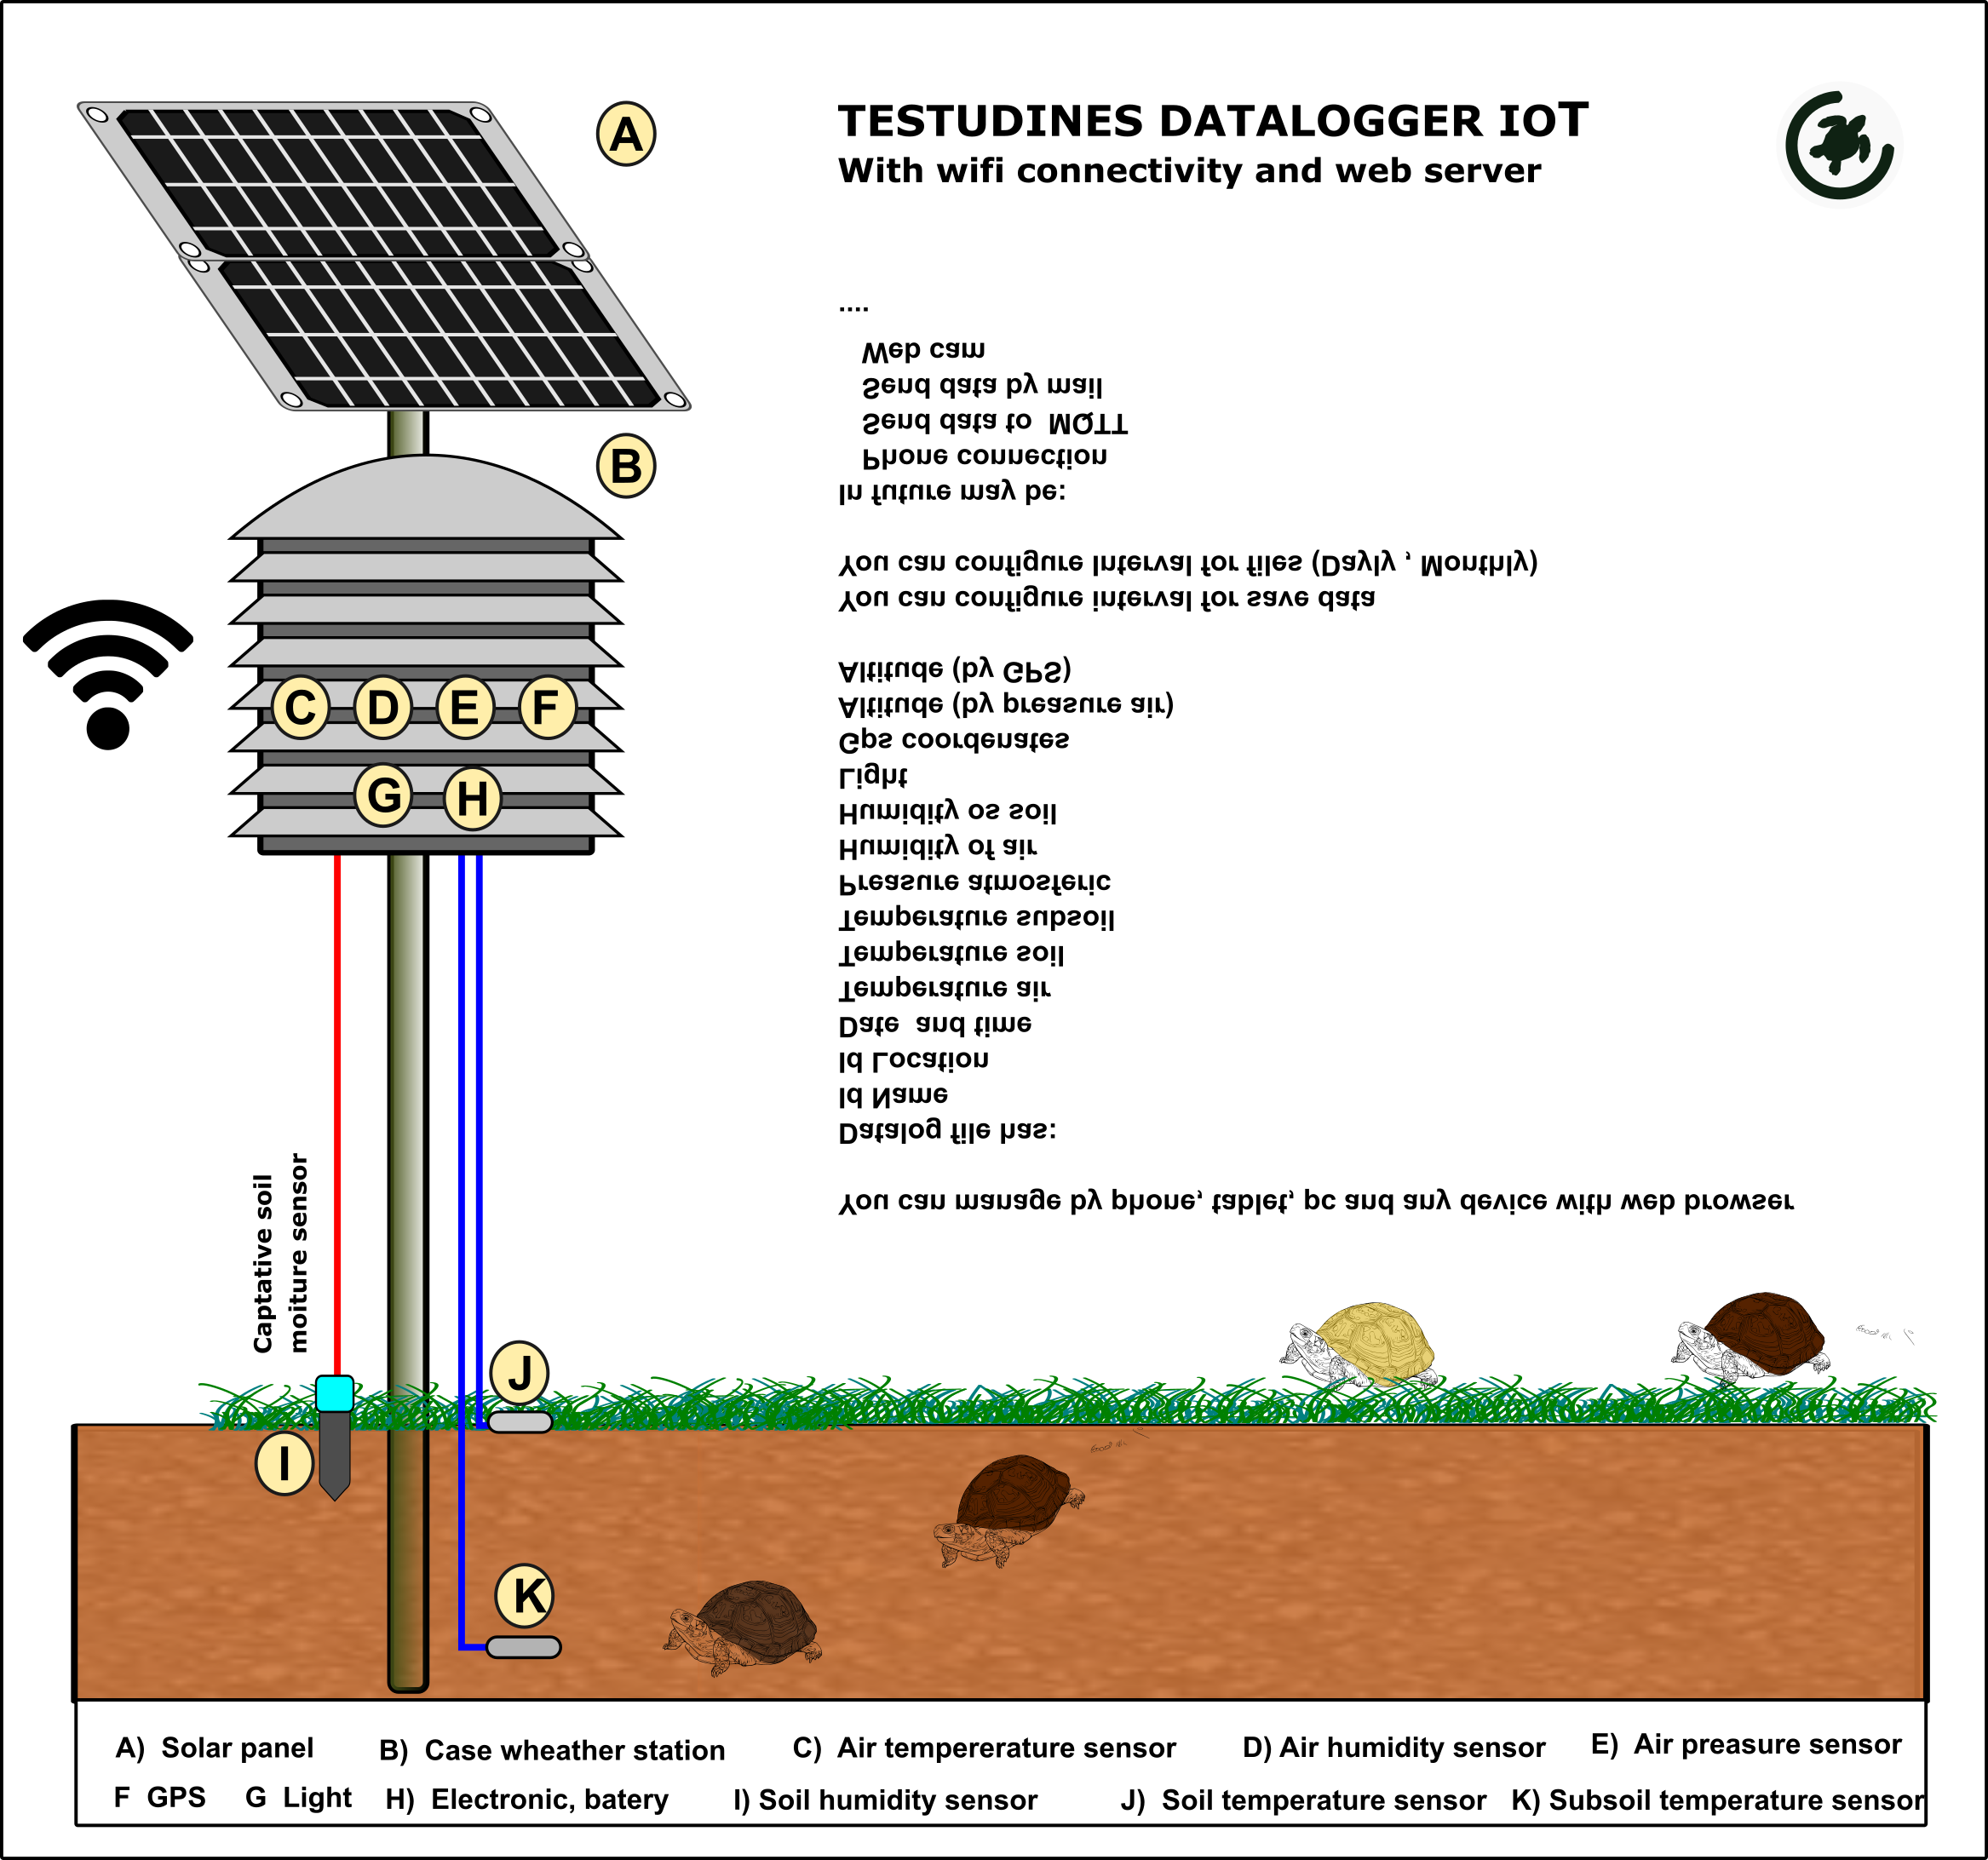 TESTUDINES DATALOGGER IOT
With wifi connectivity and web server
You can manage by phone, tablet, pc and any device with web browser
Datalog file has:
Id Name
Id Location
Date and time
Temperature air
Temperature soil
Temperature subsoil
Preasure atmosferic
Humidity of air
Humidity os soil
Light
Gps coordenates
Altitude (by preasure air)
Altitude (by GPS)
You can configure interval for save data
You can configure Interval for files (Dayly , Monthly)
In future may be:
Phone connection
Send data to MQTT
Send data by mail
Web cam
....
A
B
C D E F
G H
Captative soil
moiture sensor
J
I
K
A) Solar panel B) Case wheather station C) Air tempererature sensor D) Air humidity sensor E) Air preasure sensor
F GPS G Light H) Electronic, batery I) Soil humidity sensor J) Soil temperature sensor K) Subsoil temperature sensor